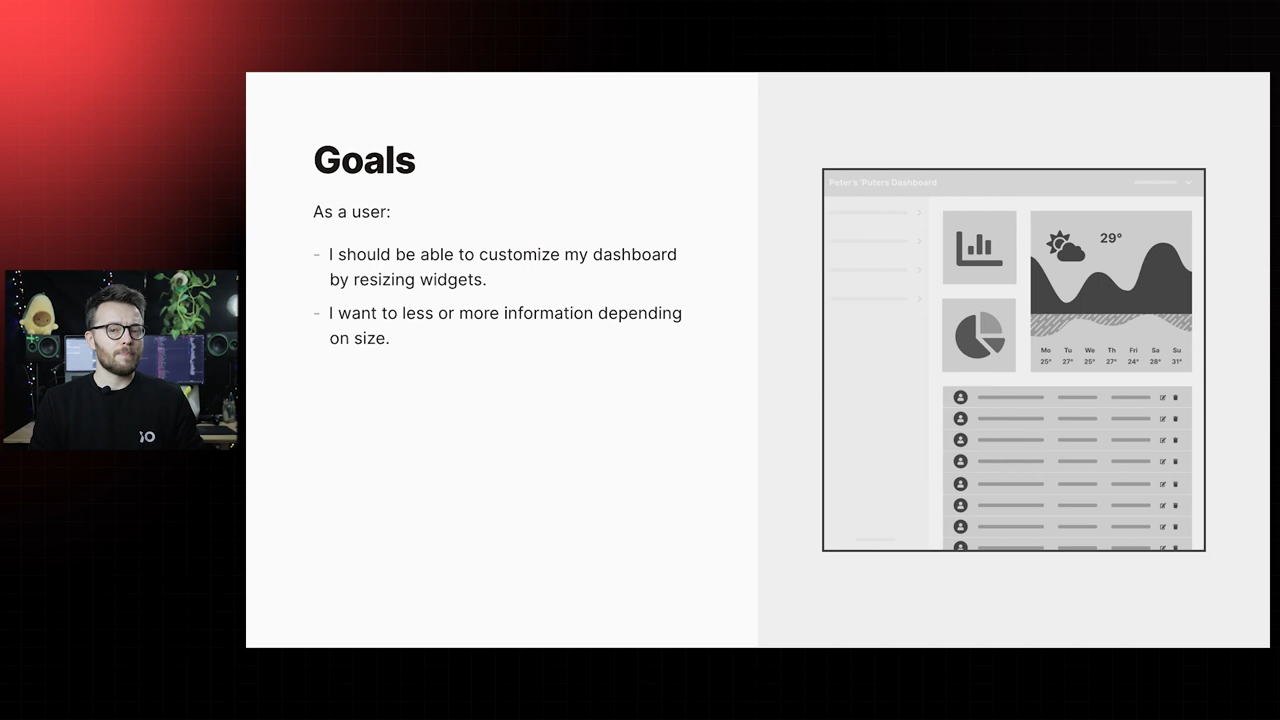 Goals
As a user:
- I should be able to customize my dashboard
by resizing widgets.
- I want to less or more information depending
on size.
Peter's 'Puters Dashboard
29°
Mo Tu We Th Fri Sa Su
25° 27° 25° 27° 24° 28° 31°